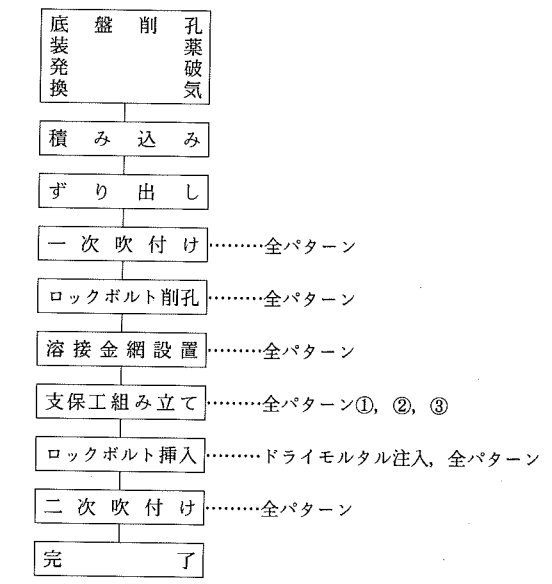 底盤削孔
装薬
発破
換気
積み込み
ずり出し
一次吹付け………全パターン
ロックボルト削孔………全パターン
溶接金網設置………全パターン
支保工組み立て………全パターン①，②，③
ロックボルト挿入………ドライモルタル注入，全パターン
二次吹付け………全パターン
完了